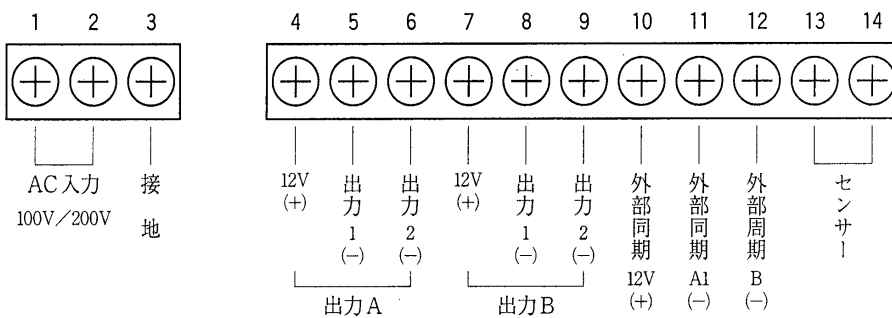 1 2 3 4 5 6 7 8 9 10 11 12 13 14
AC入力
100V/200V
接地
12V
(+)
出力1
(−)
出力2
(−)
12V
(+)
出力1
(−)
出力2
(−)
外部同期
12V
(+)
外部同期
A1
(−)
外部周期
B
(−)
センサー
出力A
出力B